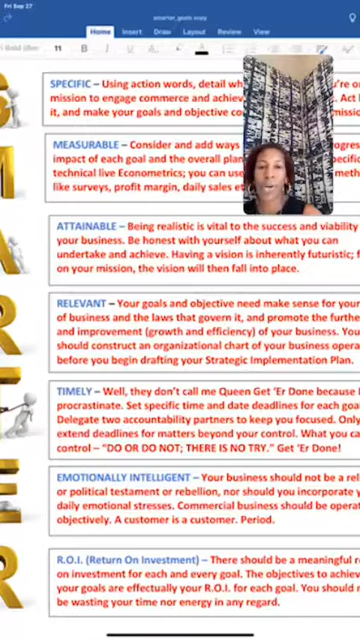 Fri Sep 27
smarter_goals copy
Home Insert Draw Layout Review View
11 B I U A
SPECIFIC – Using action words, detail wh re on
mission to engage commerce and achiev Act
it, and make your goals and objective co missio
MEASURABLE – Consider and add ways rogres
impact of each goal and the overall plan specific
technical live Econometrics; you can use meth
like surveys, profit margin, daily sales et
ATTAINABLE – Being realistic is vital to the success and viability
your business. Be honest with yourself about what you can
undertake and achieve. Having a vision is inherently futuristic; f
on your mission, the vision will then fall into place.
RELEVANT – Your goals and objective need make sense for your
of business and the laws that govern it, and promote the furthe
and improvement (growth and efficiency) of your business. You
should construct an organizational chart of your business opera
before you begin drafting your Strategic Implementation Plan.
TIMELY – Well, they don't call me Queen Get 'Er Done because I
procrastinate. Set specific time and date deadlines for each goal
Delegate two accountability partners to keep you focused. Only
extend deadlines for matters beyond your control. What you ca
control – "DO OR DO NOT; THERE IS NO TRY." Get 'Er Done!
EMOTIONALLY INTELLIGENT – Your business should not be a reli
or political testament or rebellion, nor should you incorporate y
daily emotional stresses. Commercial business should be operat
objectively. A customer is a customer. Period.
R.O.I. (Return On Investment) – There should be a meaningful re
on investment for each and every goal. The objectives to achiev
your goals are effectually your R.O.I. for each goal. You should n
be wasting your time nor energy in any regard.